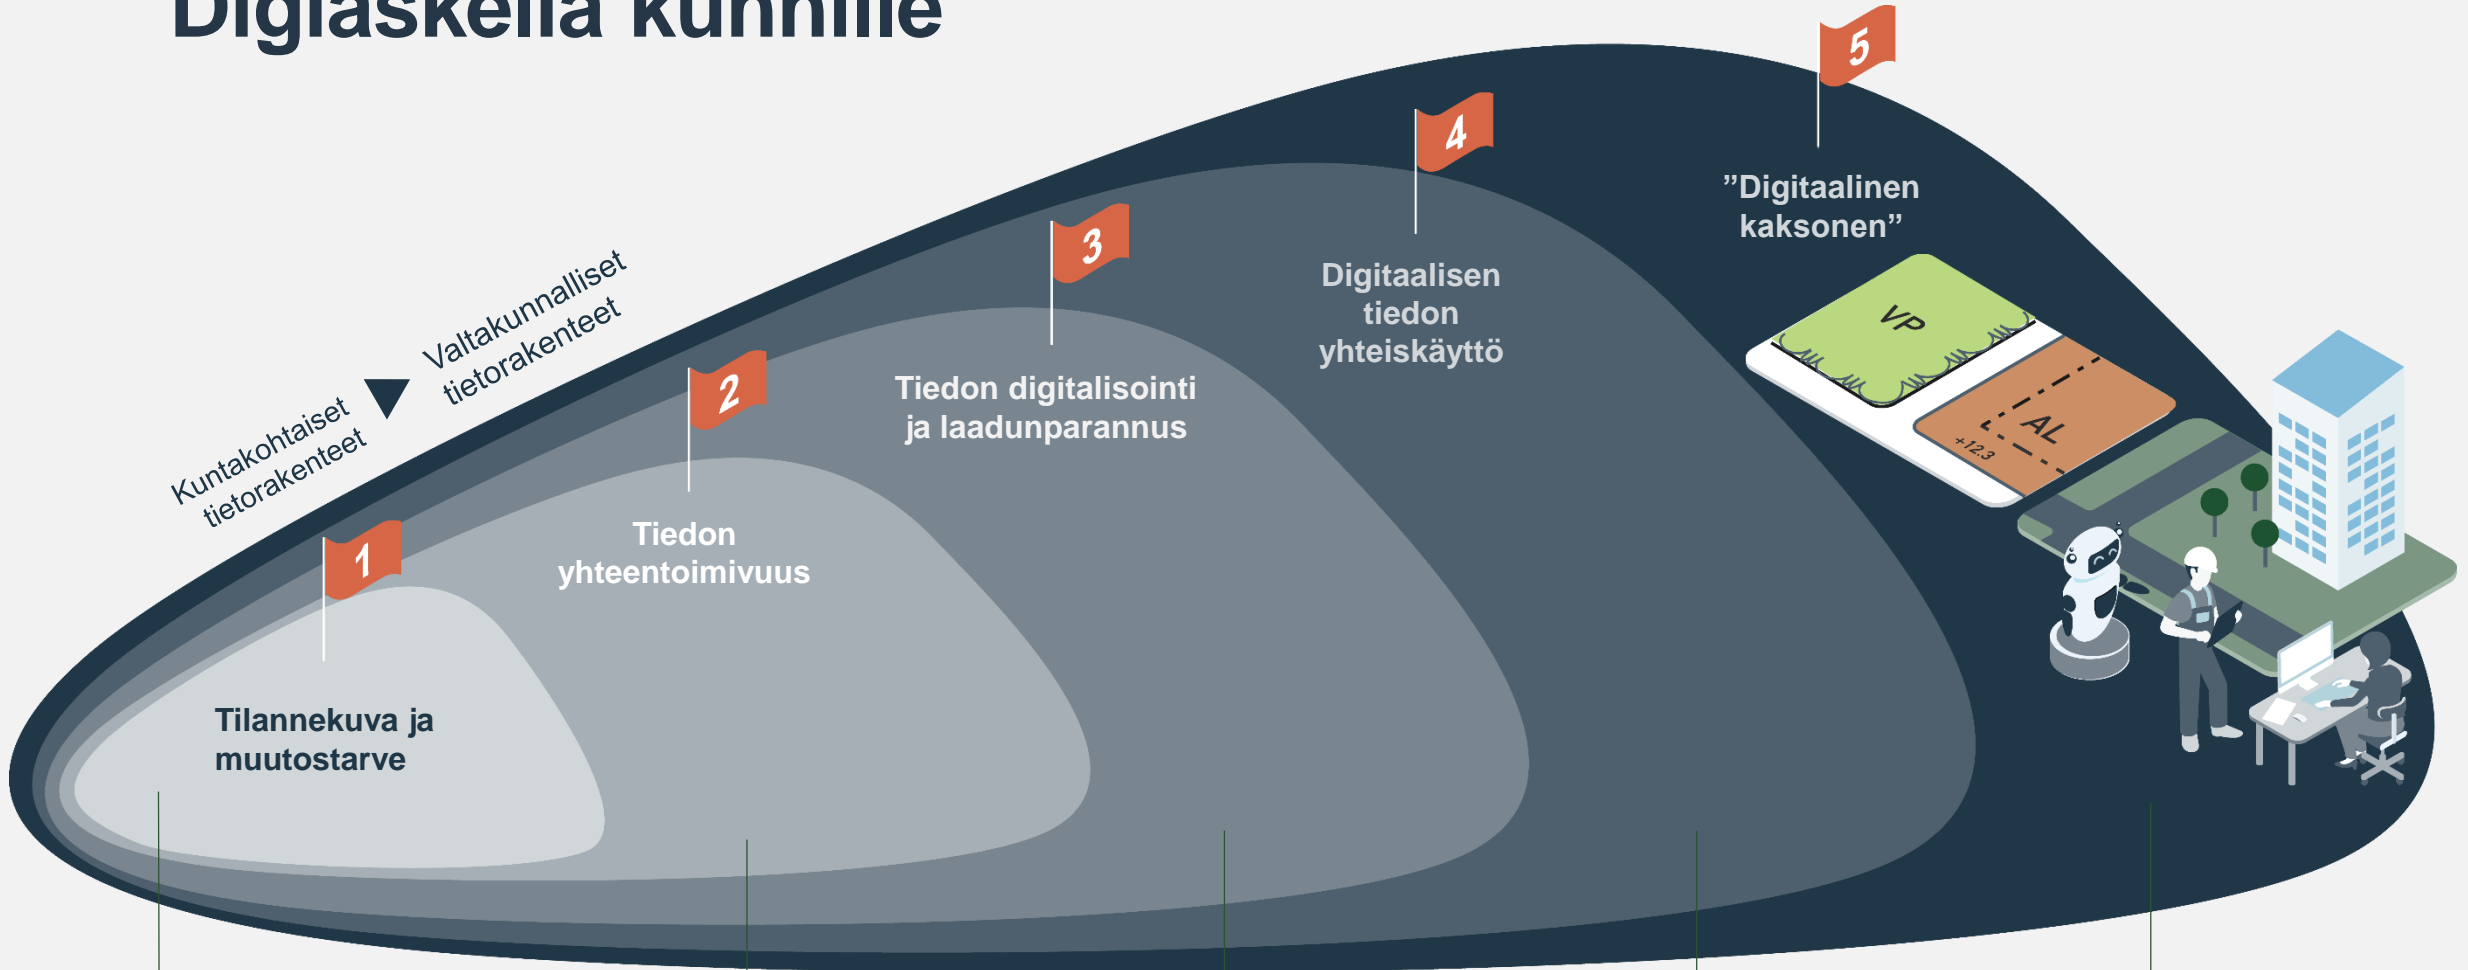 Digiaskelia kunnille
5
4
”Digitaalinen
kaksonen”
3
Digitaalisen
tiedon
yhteiskäyttö
Valtakunnalliset
tietorakenteet
Kuntakohtaiset
tietorakenteet
2
Tiedon digitalisointi
ja laadunparannus
VP
AL
+12.3
1
Tiedon
yhteentoimivuus
Tilannekuva ja
muutostarve